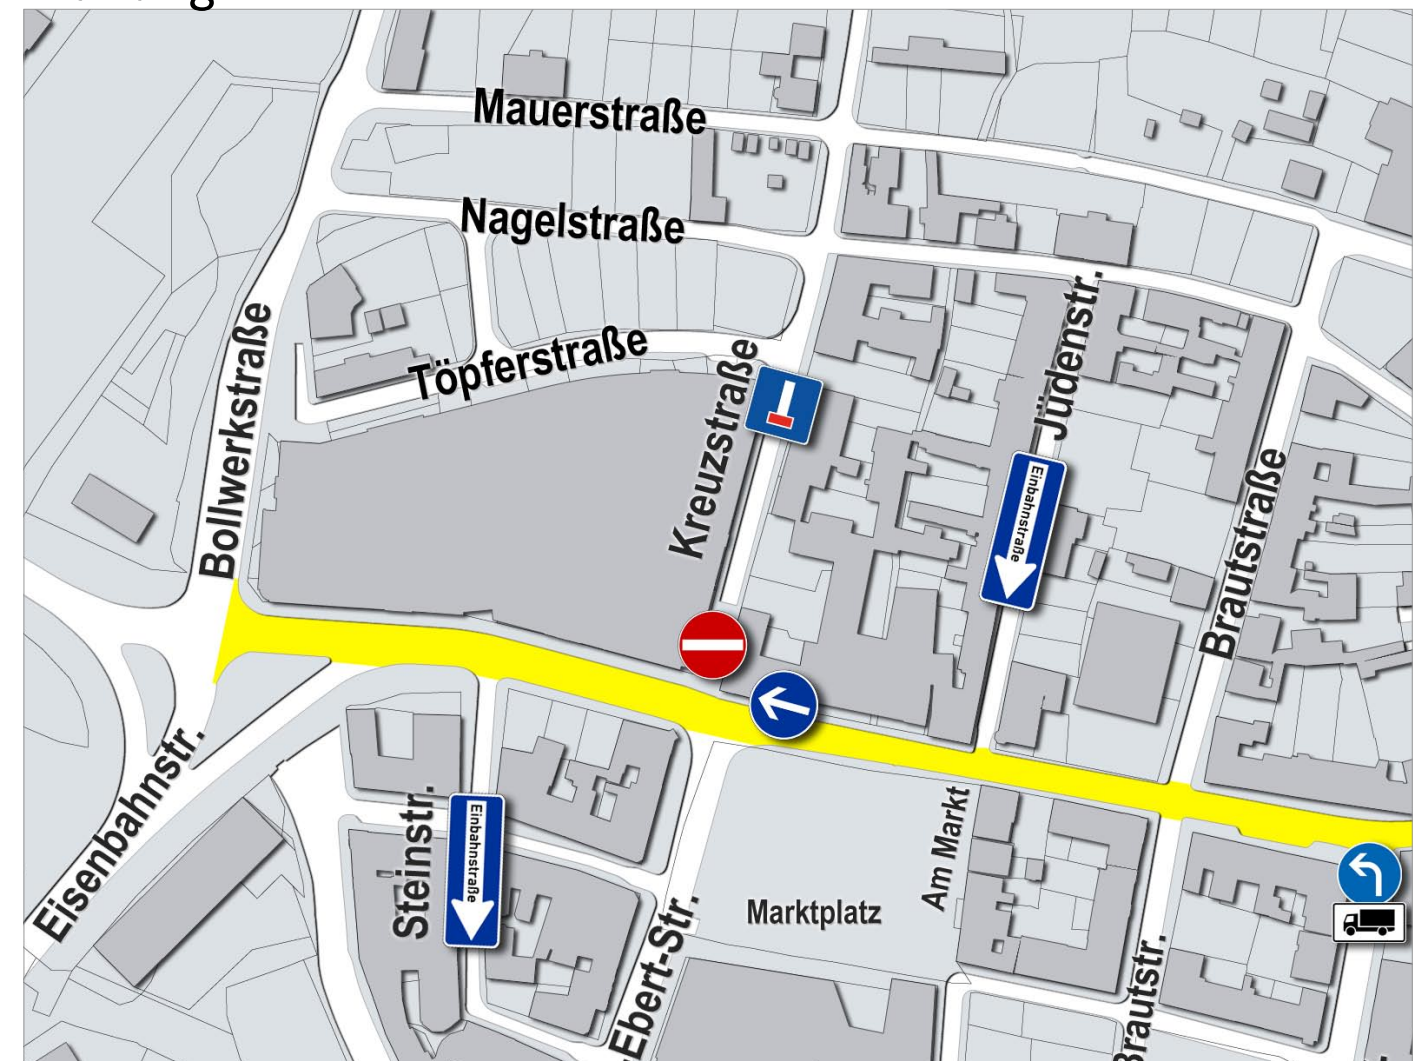 Mauerstraße
Nagelstraße
Töpferstraße
Bollwerkstraße
Kreuzstraße
Jüdenstr.
Einbahnstraße
Brautstraße
Eisenbahnstr.
Steinstr.
Einbahnstraße
Ebert-Str.
Marktplatz
Am Markt
Brautstr.